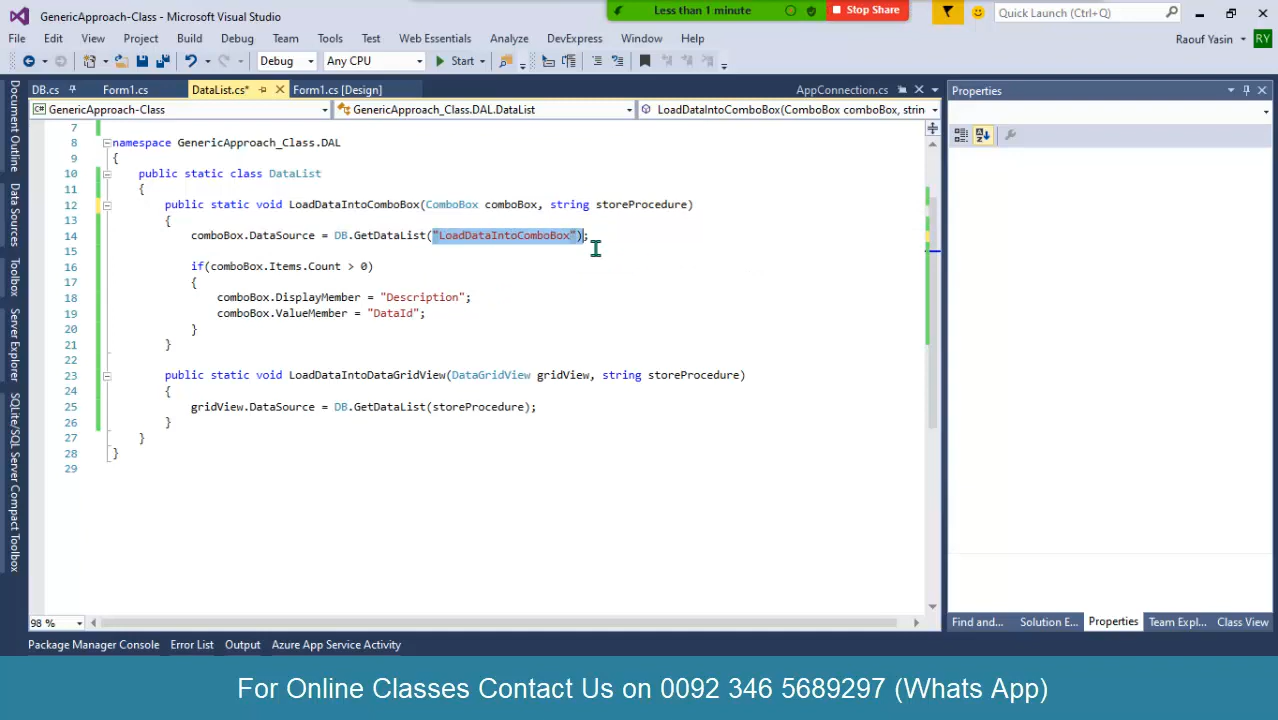 GenericApproach-Class - Microsoft Visual Studio
Less than 1 minute
Stop Share
Quick Launch (Ctrl+Q)
File Edit View Project Build Debug Team Tools Test Web Essentials Analyze DevExpress Window Help
Raouf Yasin RY
Debug Any CPU Start
DB.cs Form1.cs DataList.cs* Form1.cs [Design] AppConnection.cs
GenericApproach-Class GenericApproach_Class.DAL.DataList LoadDataIntoComboBox(ComboBox comboBox, strin
Properties
7
8 namespace GenericApproach_Class.DAL
9 {
10 public static class DataList
11 {
12 public static void LoadDataIntoComboBox(ComboBox comboBox, string storeProcedure)
13 {
14 comboBox.DataSource = DB.GetDataList("LoadDataIntoComboBox");
15
16 if(comboBox.Items.Count > 0)
17 {
18 comboBox.DisplayMember = "Description";
19 comboBox.ValueMember = "DataId";
20 }
21 }
22
23 public static void LoadDataIntoDataGridView(DataGridView gridView, string storeProcedure)
24 {
25 gridView.DataSource = DB.GetDataList(storeProcedure);
26 }
27 }
28 }
29
Document Outline
Data Sources
Toolbox
Server Explorer
SQLite/SQL Server Compact Toolbox
98 %
Find and... Solution E... Properties Team Expl... Class View
Package Manager Console Error List Output Azure App Service Activity
For Online Classes Contact Us on 0092 346 5689297 (Whats App)